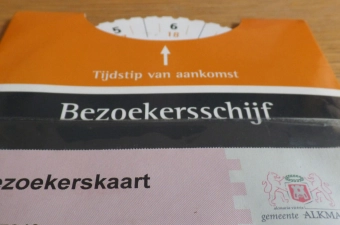 5 6
18
Tijdstip van aankomst
Bezoekersschijf
ezoekerskaart
gemeente ALKMA